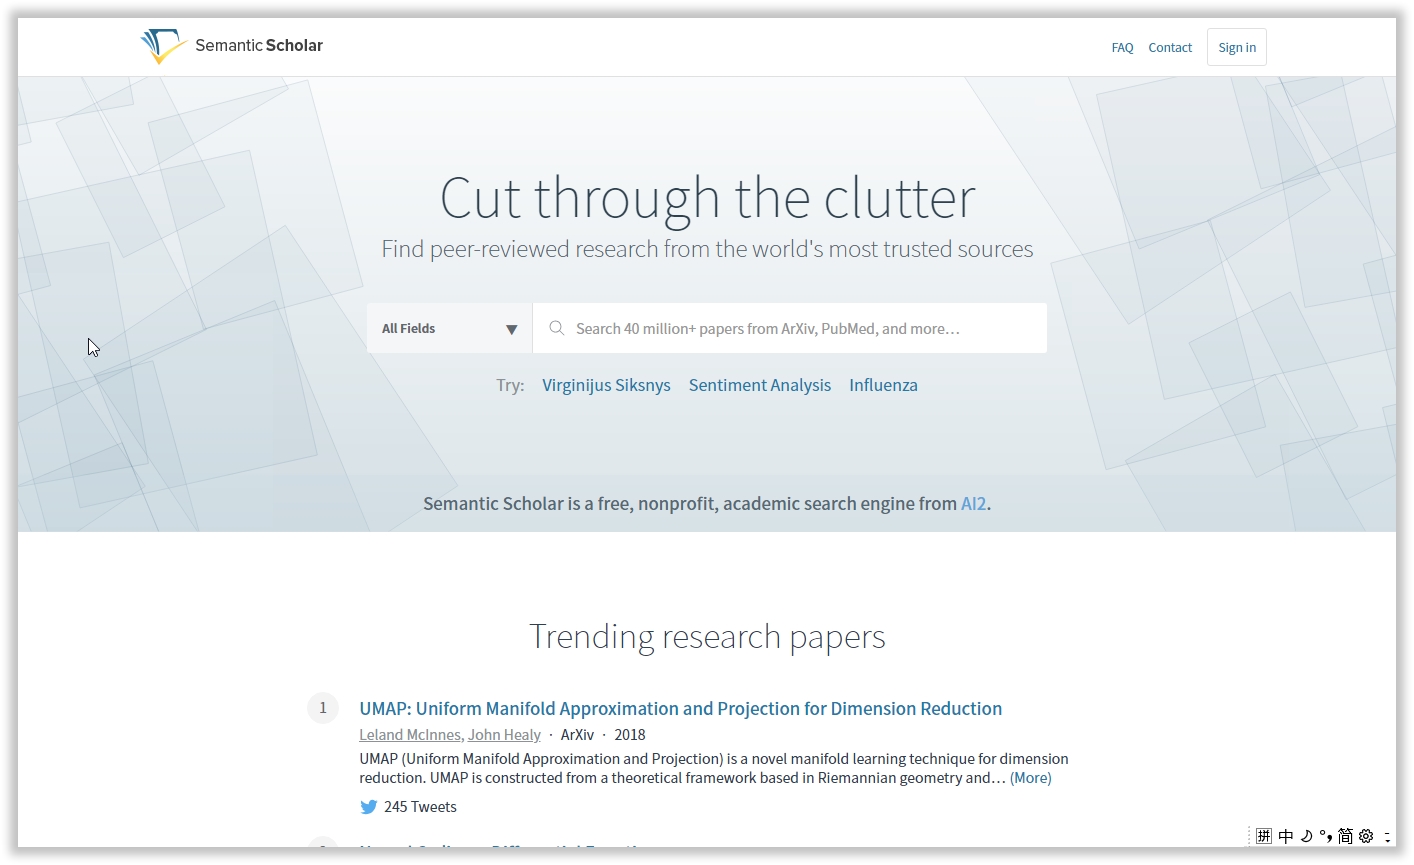 Semantic Scholar
FAQ Contact Sign in
Cut through the clutter
Find peer-reviewed research from the world's most trusted sources
All Fields ▼ Search 40 million+ papers from ArXiv, PubMed, and more…
Try: Virginijus Siksnys Sentiment Analysis Influenza
Semantic Scholar is a free, nonprofit, academic search engine from AI2.
Trending research papers
1 UMAP: Uniform Manifold Approximation and Projection for Dimension Reduction
Leland McInnes, John Healy · ArXiv · 2018
UMAP (Uniform Manifold Approximation and Projection) is a novel manifold learning technique for dimension
reduction. UMAP is constructed from a theoretical framework based in Riemannian geometry and… (More)
245 Tweets
拼 中 简